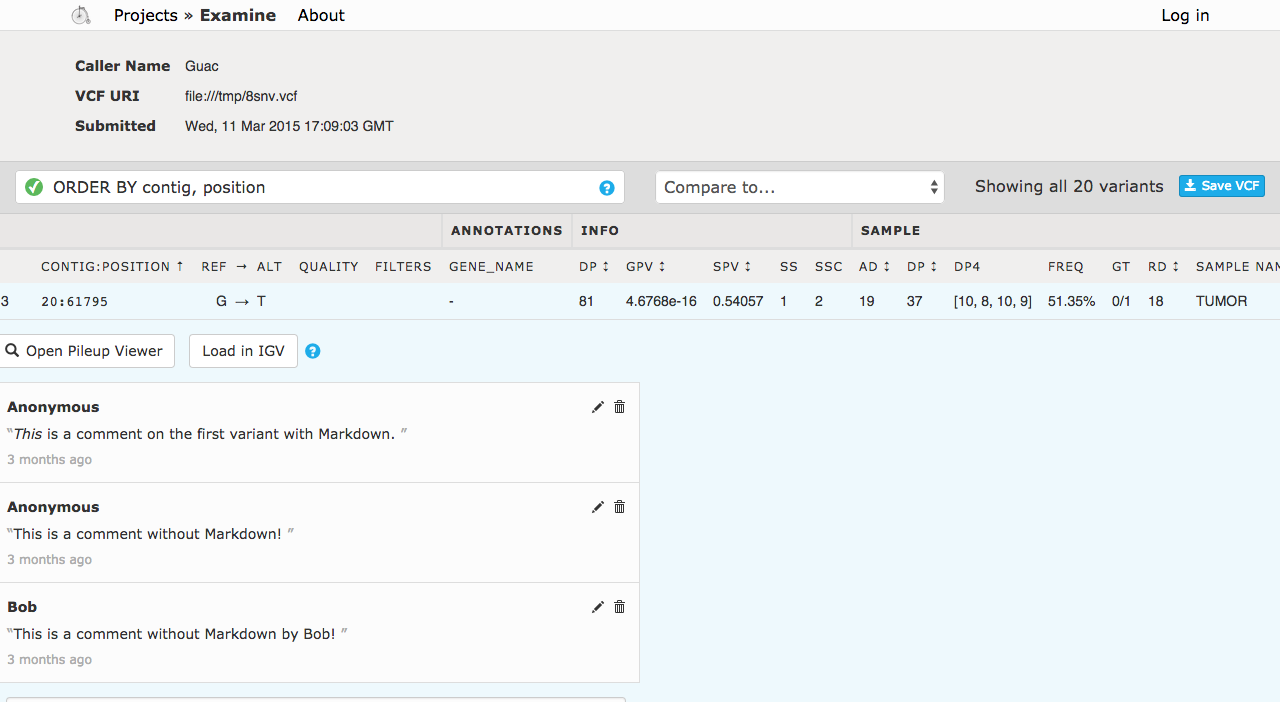 Projects » Examine About Log in
Caller Name Guac
VCF URI file:///tmp/8snv.vcf
Submitted Wed, 11 Mar 2015 17:09:03 GMT
ORDER BY contig, position ? Compare to... Showing all 20 variants Save VCF
ANNOTATIONS INFO SAMPLE
CONTIG:POSITION ↑ REF → ALT QUALITY FILTERS GENE_NAME DP ↕ GPV ↕ SPV ↕ SS SSC AD ↕ DP ↕ DP4 FREQ GT RD ↕ SAMPLE NAM
3 20:61795 G → T - 81 4.6768e-16 0.54057 1 2 19 37 [10, 8, 10, 9] 51.35% 0/1 18 TUMOR
Open Pileup Viewer Load in IGV ?
Anonymous
“This is a comment on the first variant with Markdown. ”
3 months ago
Anonymous
“This is a comment without Markdown! ”
3 months ago
Bob
“This is a comment without Markdown by Bob! ”
3 months ago